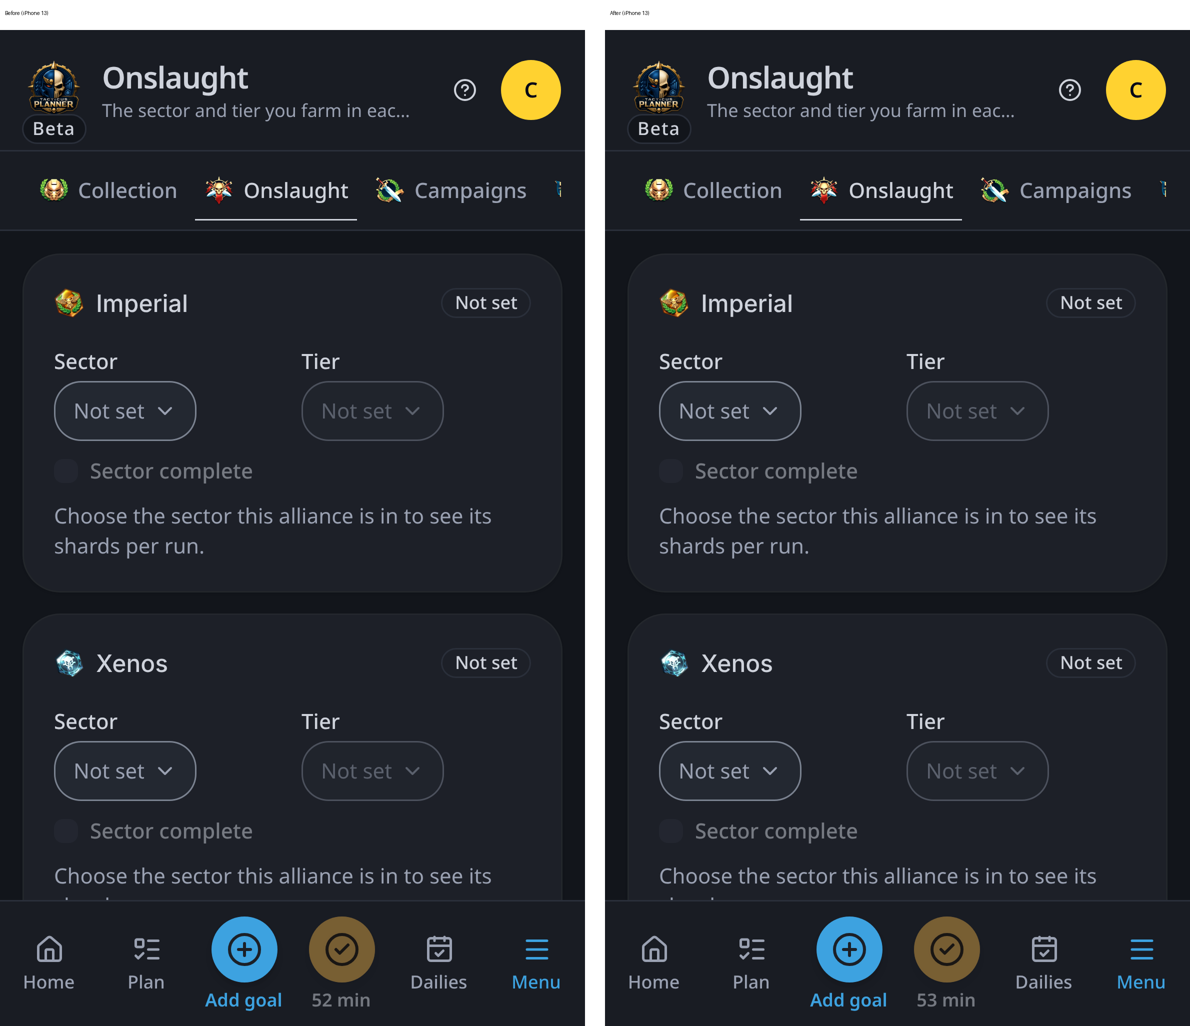 Before (iPhone 13)
Onslaught
The sector and tier you farm in eac...
TACTICUS
PLANNER
Beta
C
Collection
Onslaught
Campaigns
Imperial
Not set
Sector
Tier
Not set
Not set
Sector complete
Choose the sector this alliance is in to see its
shards per run.
Xenos
Not set
Sector
Tier
Not set
Not set
Sector complete
Choose the sector this alliance is in to see its
Home
Plan
Add goal
52 min
Dailies
Menu
After (iPhone 13)
Onslaught
The sector and tier you farm in eac...
TACTICUS
PLANNER
Beta
C
Collection
Onslaught
Campaigns
Imperial
Not set
Sector
Tier
Not set
Not set
Sector complete
Choose the sector this alliance is in to see its
shards per run.
Xenos
Not set
Sector
Tier
Not set
Not set
Sector complete
Choose the sector this alliance is in to see its
Home
Plan
Add goal
53 min
Dailies
Menu